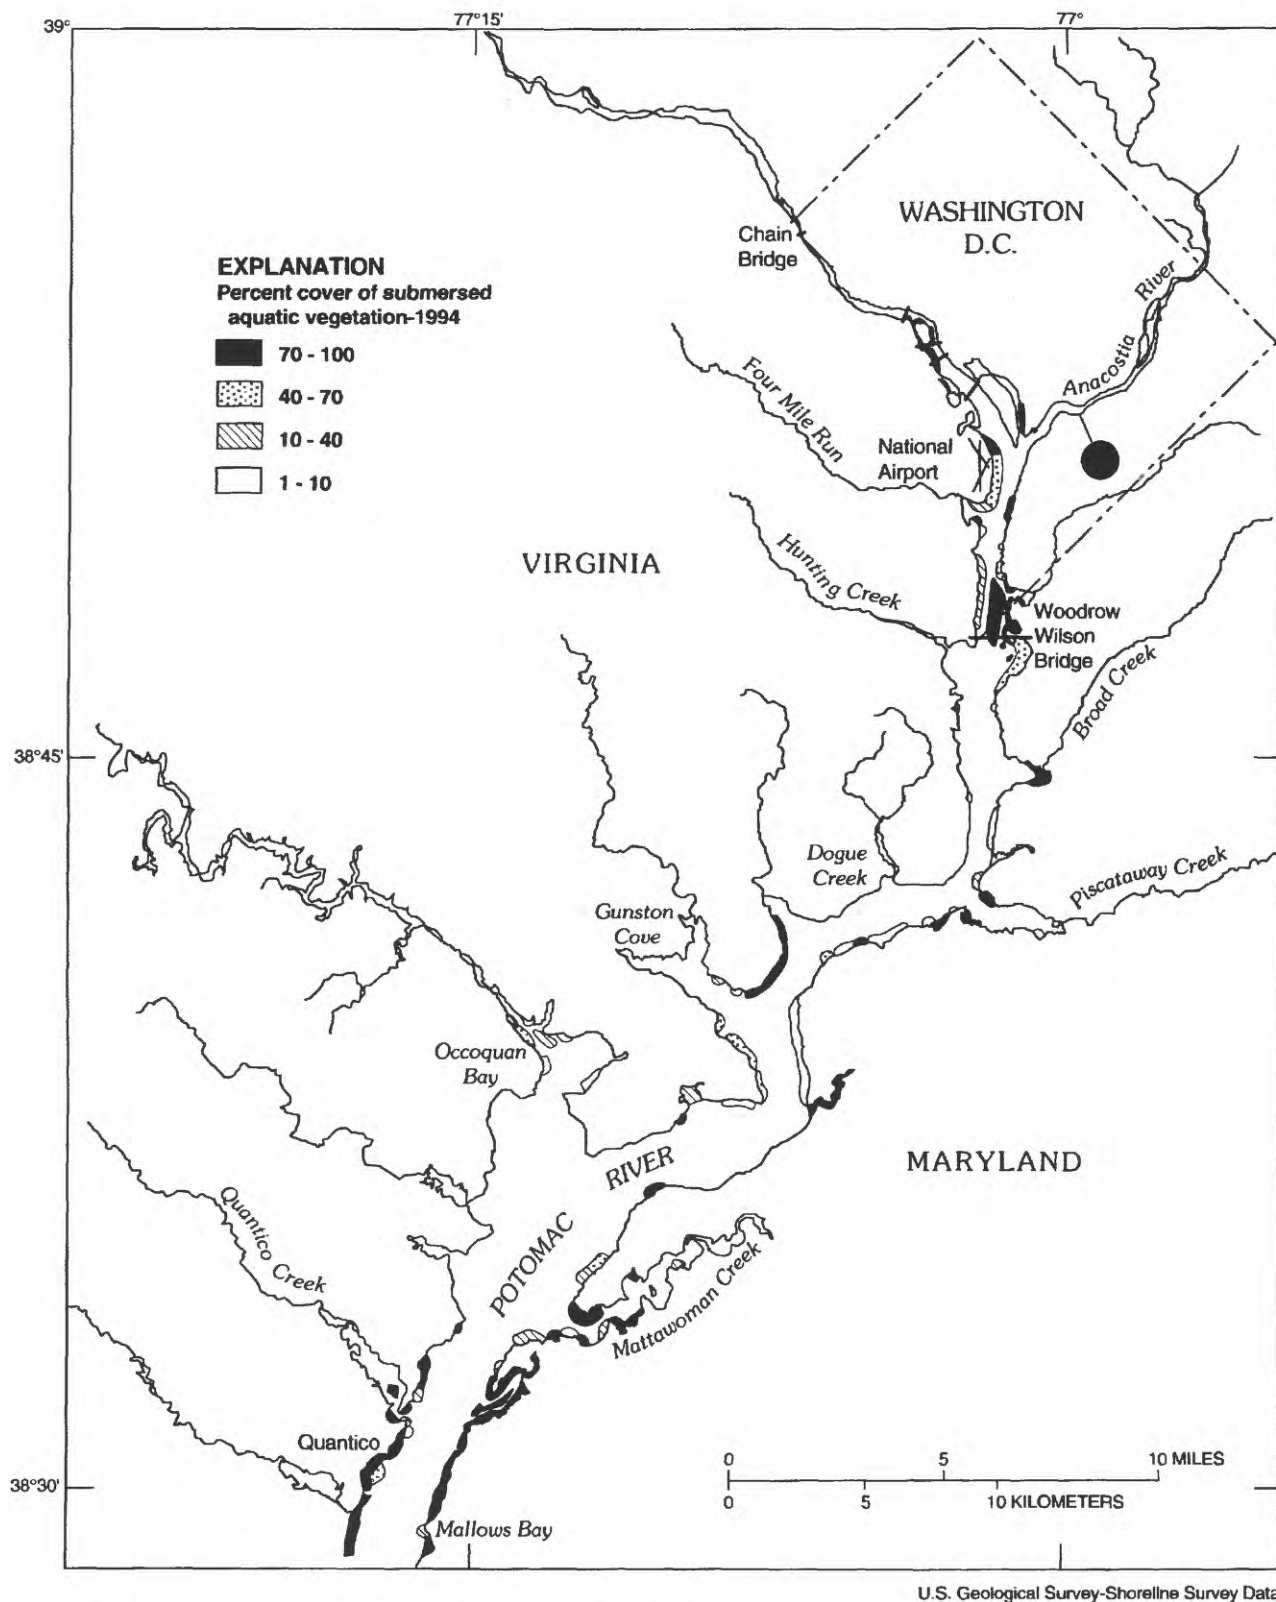 39°
77°15'
77°
WASHINGTON
D.C.
Chain
Bridge
River
Anacostia
EXPLANATION
Percent cover of submersed
aquatic vegetation-1994
70 - 100
40 - 70
10 - 40
1 - 10
Four Mile Run
National
Airport
VIRGINIA
Hunting Creek
Woodrow
Wilson
Bridge
Broad Creek
38°45'
Dogue
Creek
Piscataway Creek
Gunston
Cove
Occoquan
Bay
RIVER
MARYLAND
POTOMAC
Quantico
Creek
Mattawoman Creek
Quantico
38°30'
0 5 10 MILES
0 5 10 KILOMETERS
Mallows Bay
U.S. Geological Survey-Shoreline Survey Data